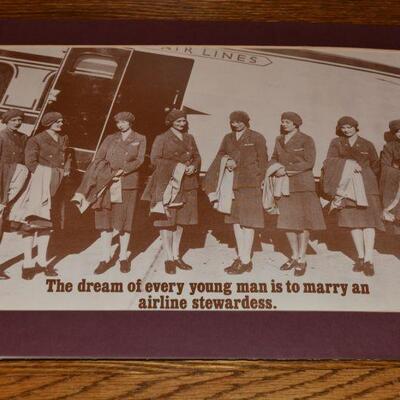 AIR LINES
The dream of every young man is to marry an
airline stewardess.